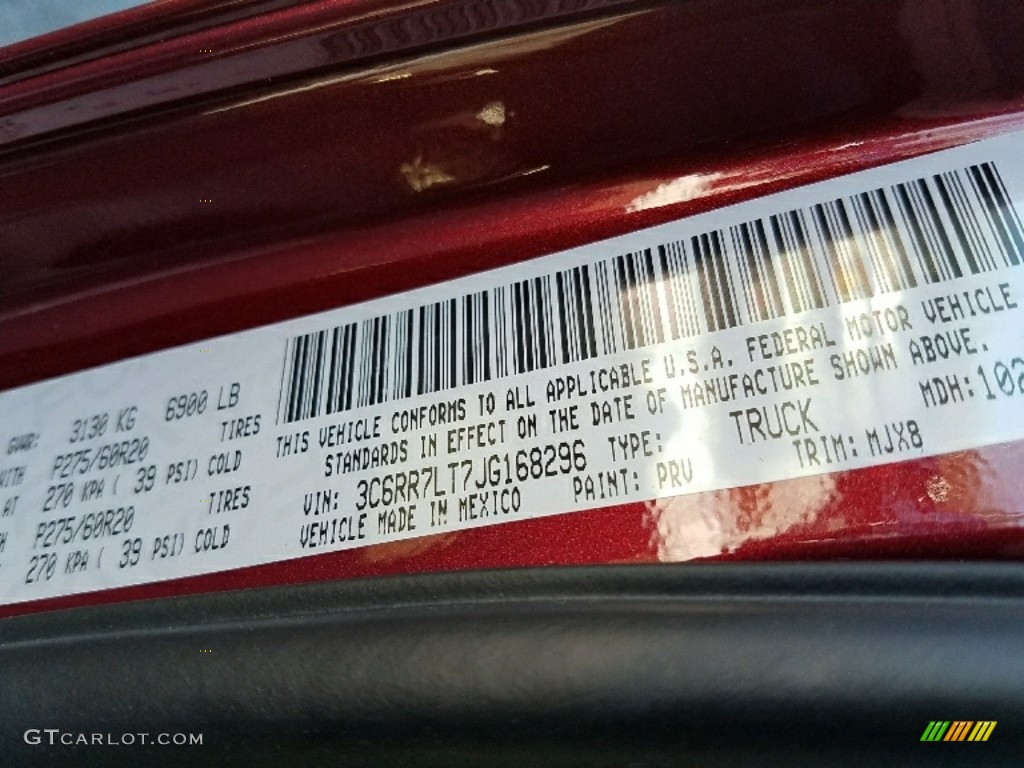 THIS VEHICLE CONFORMS TO ALL APPLICABLE U.S.A. FEDERAL MOTOR VEHICLE
STANDARDS IN EFFECT ON THE DATE OF MANUFACTURE SHOWN ABOVE.
VIN: 3C6RR7LT7JG168296 TYPE: TRUCK MDH: 102
VEHICLE MADE IN MEXICO PAINT: PRV TRIM: MJX8
GVWR: 3130 KG 6900 LB
WITH P275/60R20 TIRES
AT 270 KPA ( 39 PSI) COLD
P275/60R20 TIRES
270 KPA ( 39 PSI) COLD
GTCARLOT.COM